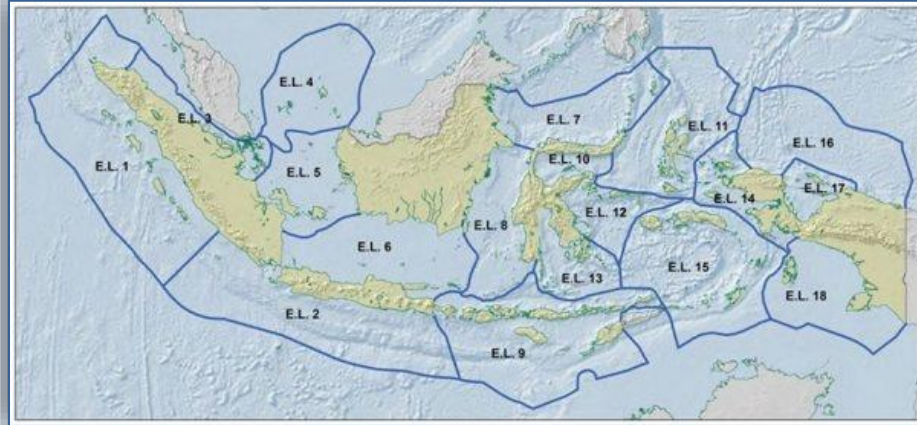 E.L. 4
E.L. 3
E.L. 7
E.L. 11
E.L. 16
E.L. 1
E.L. 5
E.L. 10
E.L. 17
E.L. 14
E.L. 12
E.L. 8
E.L. 6
E.L. 15
E.L. 13
E.L. 18
E.L. 2
E.L. 9